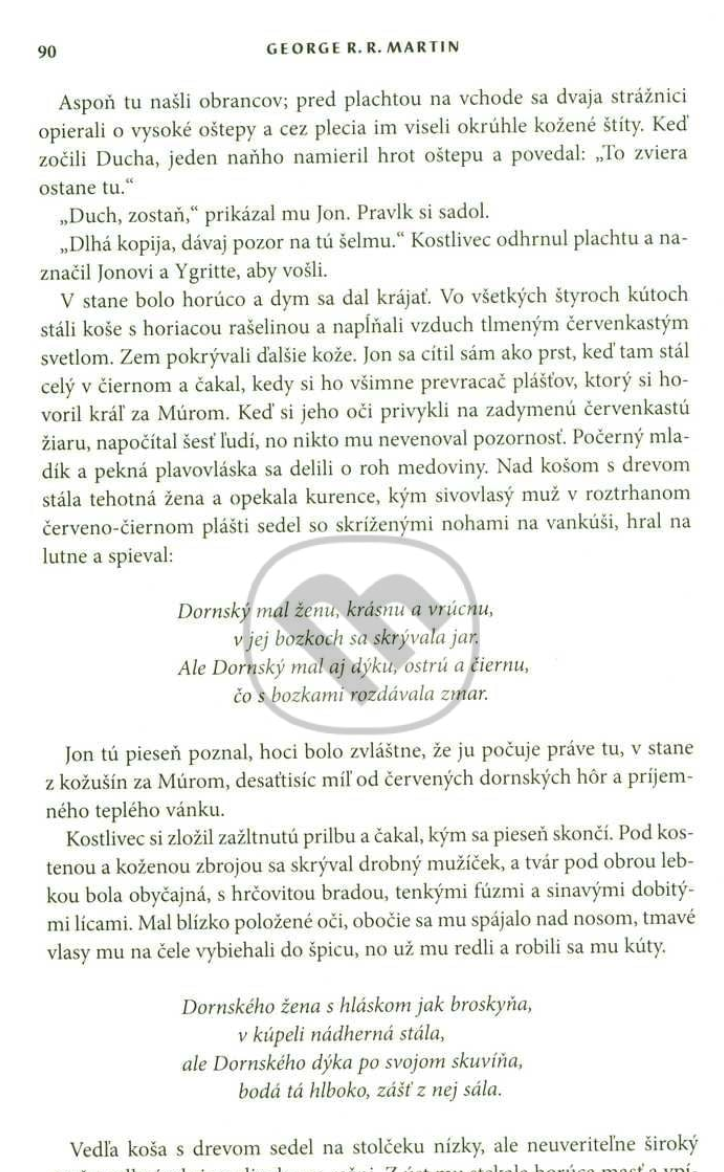 90
GEORGE R. R. MARTIN
Aspoň tu našli obrancov; pred plachtou na vchode sa dvaja strážnici
opierali o vysoké oštepy a cez plecia im viseli okrúhle kožené štíty. Keď
zočili Ducha, jeden naňho namieril hrot oštepu a povedal: „To zviera
ostane tu.“
„Duch, zostaň,“ prikázal mu Jon. Pravlk si sadol.
„Dlhá kopija, dávaj pozor na tú šelmu.“ Kostlivec odhrnul plachtu a na-
značil Jonovi a Ygritte, aby vošli.
V stane bolo horúco a dym sa dal krájať. Vo všetkých štyroch kútoch
stáli koše s horiacou rašelinou a napĺňali vzduch tlmeným červenkastým
svetlom. Zem pokrývali ďalšie kože. Jon sa cítil sám ako prst, keď tam stál
celý v čiernom a čakal, kedy si ho všimne prevracač plášťov, ktorý si ho-
voril kráľ za Múrom. Keď si jeho oči privykli na zadymenú červenkastú
žiaru, napočítal šesť ľudí, no nikto mu nevenoval pozornosť. Počerný mla-
dík a pekná plavovláska sa delili o roh medoviny. Nad košom s drevom
stála tehotná žena a opekala kurence, kým sivovlasý muž v roztrhanom
červeno-čiernom plášti sedel so skríženými nohami na vankúši, hral na
lutne a spieval:
Dornský mal ženu, krásnu a vrúcnu,
v jej bozkoch sa skrývala jar.
Ale Dornský mal aj dýku, ostrú a čiernu,
čo s bozkami rozdávala zmar.
Jon tú pieseň poznal, hoci bolo zvláštne, že ju počuje práve tu, v stane
z kožušín za Múrom, desaťtisíc míľ od červených dornských hôr a príjem-
ného teplého vánku.
Kostlivec si zložil zažltnutú prilbu a čakal, kým sa pieseň skončí. Pod kos-
tenou a koženou zbrojou sa skrýval drobný mužíček, a tvár pod obrou leb-
kou bola obyčajná, s hrčovitou bradou, tenkými fúzmi a sinavými dobitý-
mi lícami. Mal blízko položené oči, obočie sa mu spájalo nad nosom, tmavé
vlasy mu na čele vybiehali do špicu, no už mu redli a robili sa mu kúty.
Dornského žena s hláskom jak broskyňa,
v kúpeli nádherná stála,
ale Dornského dýka po svojom skuvíňa,
bodá tá hlboko, zášť z nej sála.
Vedľa koša s drevom sedel na stolčeku nízky, ale neuveriteľne široký